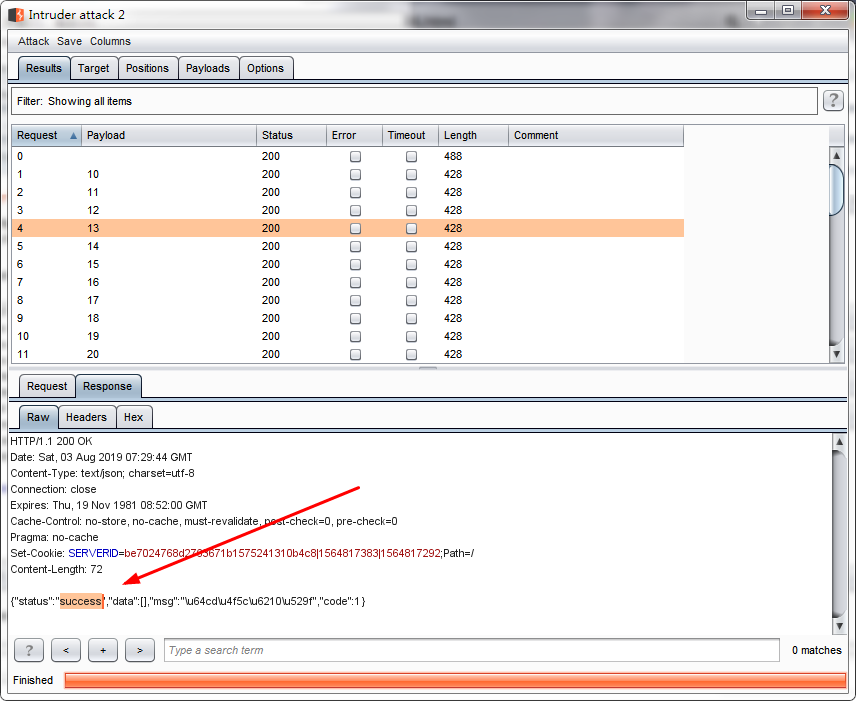 Intruder attack 2
Attack Save Columns
Results Target Positions Payloads Options
Filter: Showing all items ?
Request Payload Status Error Timeout Length Comment
0 200 488
1 10 200 428
2 11 200 428
3 12 200 428
4 13 200 428
5 14 200 428
6 15 200 428
7 16 200 428
8 17 200 428
9 18 200 428
10 19 200 428
11 20 200 428
Request Response
Raw Headers Hex
HTTP/1.1 200 OK
Date: Sat, 03 Aug 2019 07:29:44 GMT
Content-Type: text/json; charset=utf-8
Connection: close
Expires: Thu, 19 Nov 1981 08:52:00 GMT
Cache-Control: no-store, no-cache, must-revalidate, post-check=0, pre-check=0
Pragma: no-cache
Set-Cookie: SERVERID=be7024768d2765671b1575241310b4c8|1564817383|1564817292;Path=/
Content-Length: 72
{"status":"success","data":[],"msg":"\u64cd\u4f5c\u6210\u529f","code":1}
? < + > Type a search term 0 matches
Finished